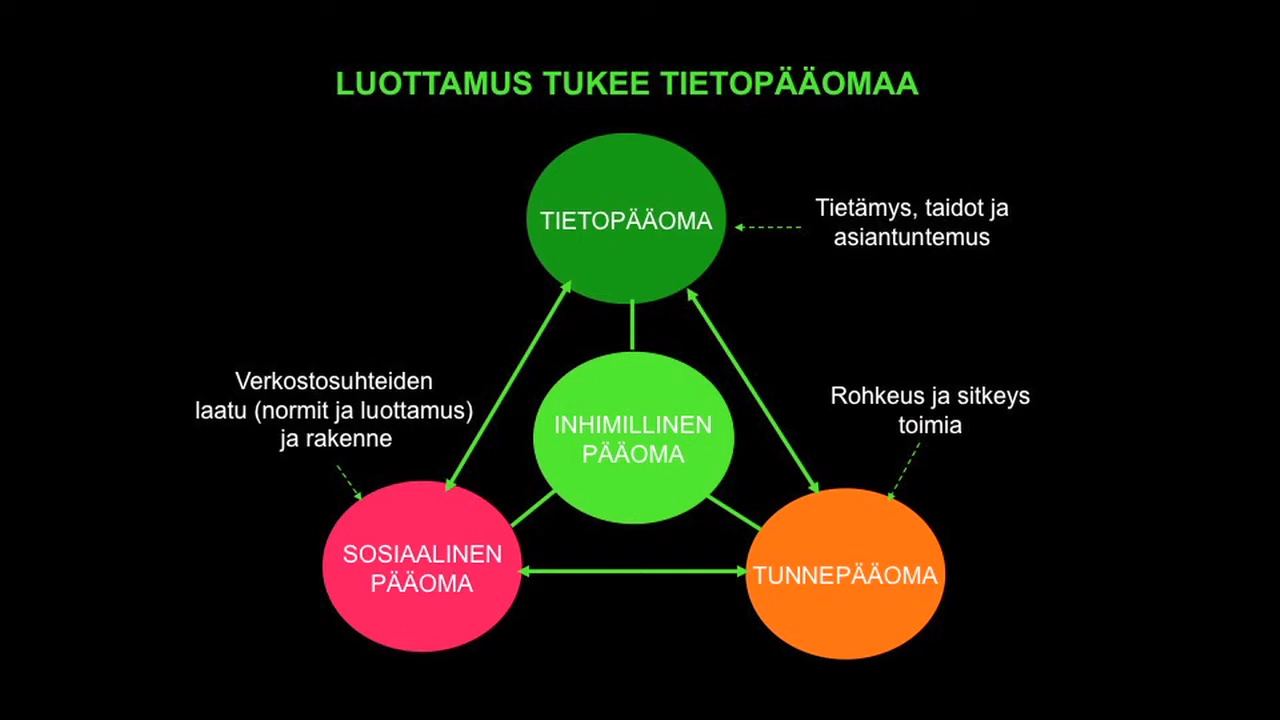 LUOTTAMUS TUKEE TIETOPÄÄOMAA
TIETOPÄÄOMA
Tietämys, taidot ja
asiantuntemus
Verkostosuhteiden
laatu (normit ja luottamus)
ja rakenne
Rohkeus ja sitkeys
toimia
INHIMILLINEN
PÄÄOMA
SOSIAALINEN
PÄÄOMA
TUNNEPÄÄOMA